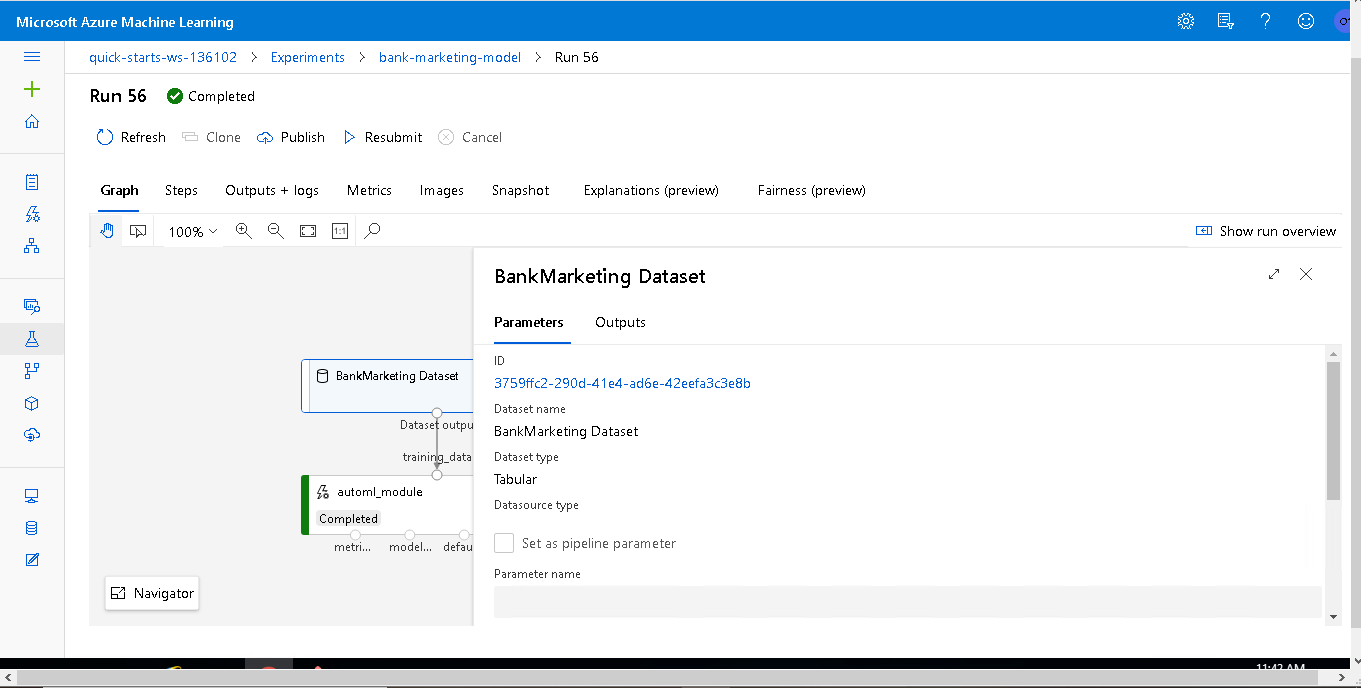 Microsoft Azure Machine Learning
quick-starts-ws-136102 > Experiments > bank-marketing-model > Run 56
Run 56 Completed
Refresh Clone Publish Resubmit Cancel
Graph Steps Outputs + logs Metrics Images Snapshot Explanations (preview) Fairness (preview)
100% 1:1 Show run overview
BankMarketing Dataset
Parameters Outputs
ID
3759ffc2-290d-41e4-ad6e-42eefa3c3e8b
Dataset name
BankMarketing Dataset
Dataset type
Tabular
Datasource type
Set as pipeline parameter
Parameter name
BankMarketing Dataset
Dataset outpu
training_data
automl_module
Completed
metri... model... defau
Navigator
11:42 AM